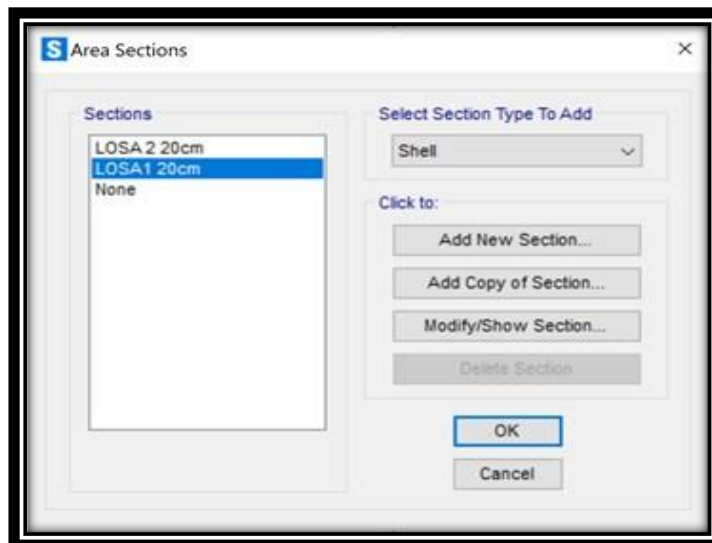 S Area Sections
Sections
LOSA 2 20cm
LOSA1 20cm
None
Select Section Type To Add
Shell
Click to:
Add New Section...
Add Copy of Section...
Modify/Show Section...
Delete Section
OK
Cancel